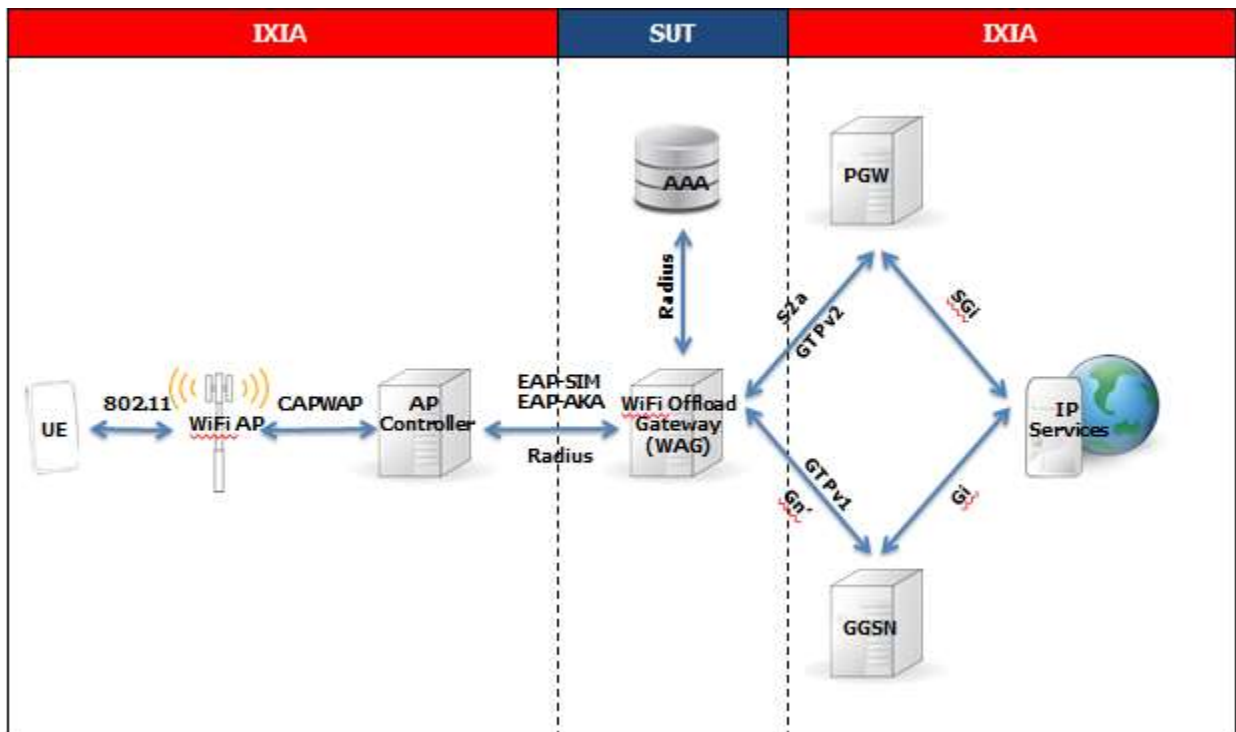 IXIA
SUT
IXIA
AAA
PGW
Radius
S2a
GTPv2
SGi
UE
802.11
WiFi AP
CAPWAP
AP
Controller
EAP-SIM
EAP-AKA
Radius
WiFi Offload
Gateway
(WAG)
IP
Services
GTPv1
Gn´
Gi
GGSN